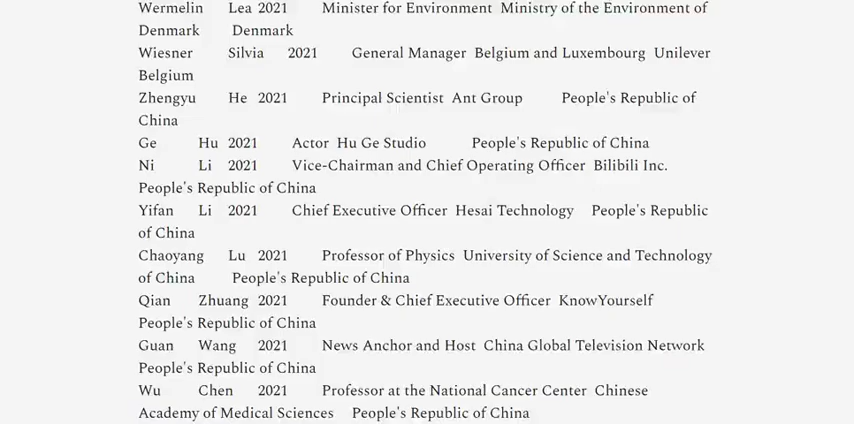 Wermelin Lea 2021 Minister for Environment Ministry of the Environment of
Denmark Denmark
Wiesner Silvia 2021 General Manager Belgium and Luxembourg Unilever
Belgium
Zhengyu He 2021 Principal Scientist Ant Group People's Republic of
China
Ge Hu 2021 Actor Hu Ge Studio People's Republic of China
Ni Li 2021 Vice-Chairman and Chief Operating Officer Bilibili Inc.
People's Republic of China
Yifan Li 2021 Chief Executive Officer Hesai Technology People's Republic
of China
Chaoyang Lu 2021 Professor of Physics University of Science and Technology
of China People's Republic of China
Qian Zhuang 2021 Founder & Chief Executive Officer KnowYourself
People's Republic of China
Guan Wang 2021 News Anchor and Host China Global Television Network
People's Republic of China
Wu Chen 2021 Professor at the National Cancer Center Chinese
Academy of Medical Sciences People's Republic of China